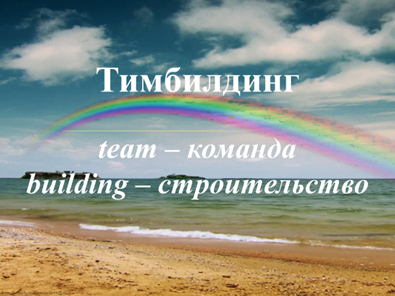 Тимбилдинг
team – команда
building – строительство